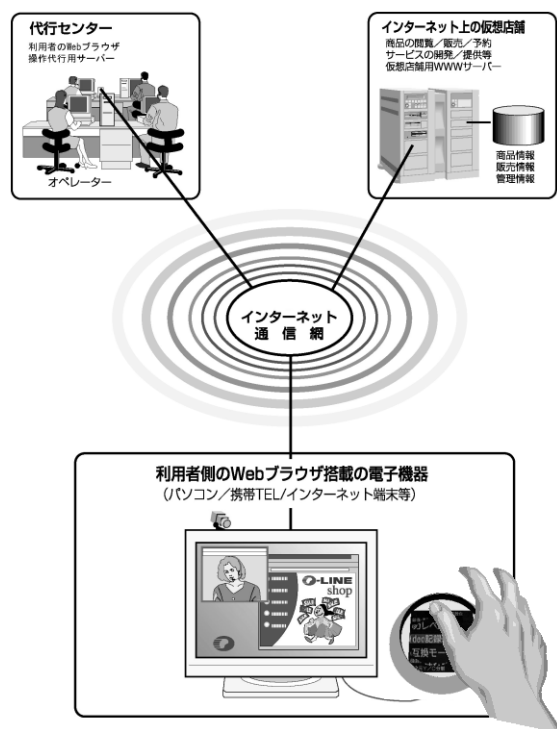 代行センター
利用者のWebブラウザ
操作代行用サーバー
オペレーター
インターネット上の仮想店舗
商品の閲覧／販売／予約
サービスの開発／提供等
仮想店舗用WWWサーバー
商品情報
販売情報
管理情報
インターネット
通信網
利用者側のWebブラウザ搭載の電子機器
（パソコン／携帯TEL/インターネット端末等）
O-LINE
shop
互換モー